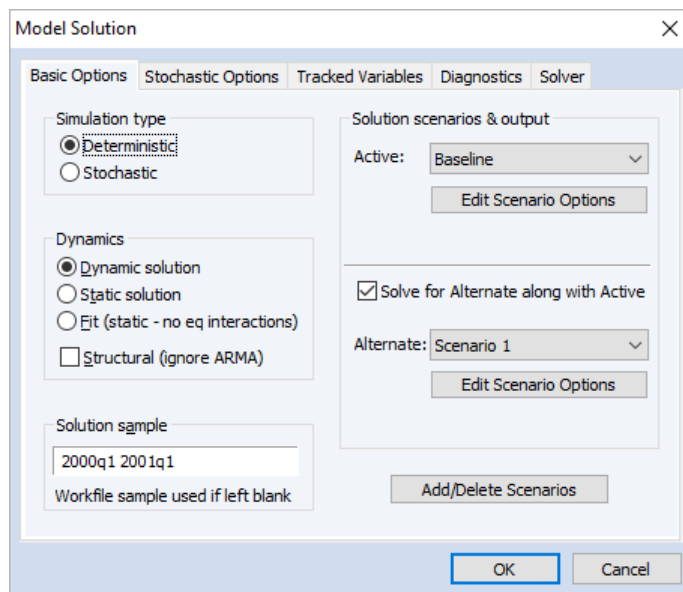 Model Solution
Basic Options Stochastic Options Tracked Variables Diagnostics Solver
Simulation type
Deterministic
Stochastic
Dynamics
Dynamic solution
Static solution
Fit (static - no eq interactions)
Structural (ignore ARMA)
Solution sample
2000q1 2001q1
Workfile sample used if left blank
Solution scenarios & output
Active: Baseline
Edit Scenario Options
Solve for Alternate along with Active
Alternate: Scenario 1
Edit Scenario Options
Add/Delete Scenarios
OK Cancel